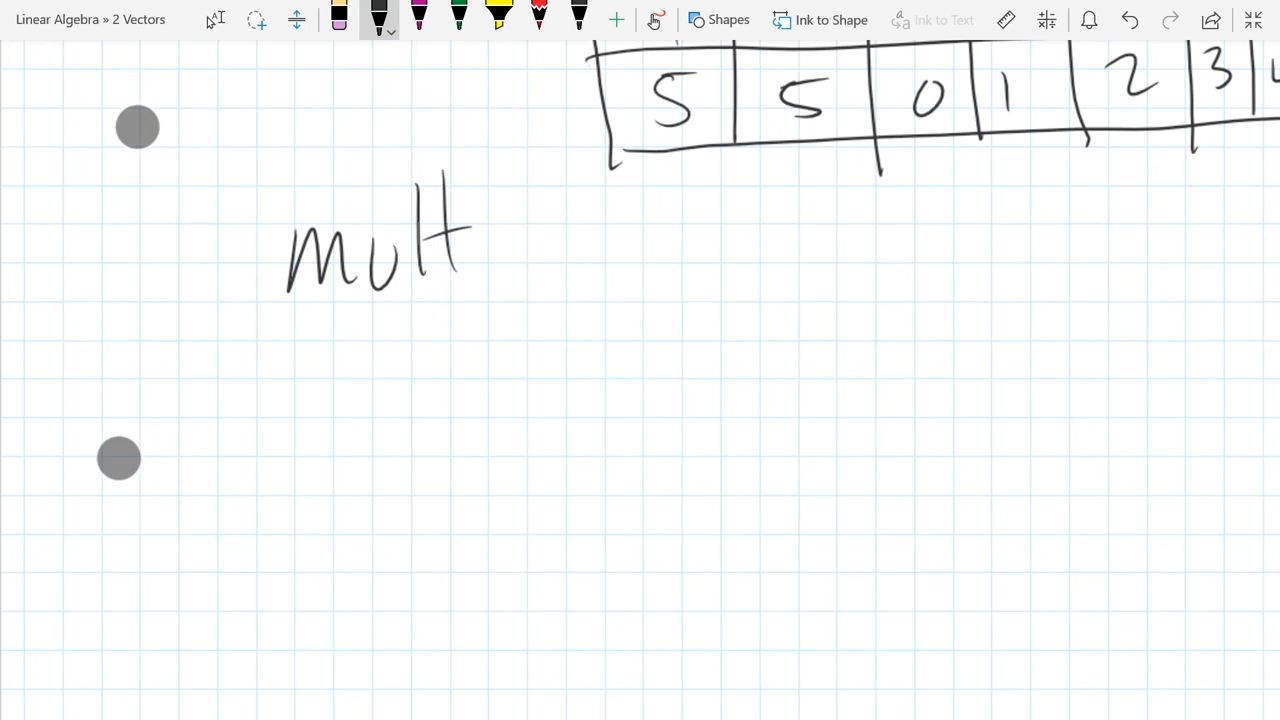 Linear Algebra » 2 Vectors Shapes Ink to Shape Ink to Text
5 5 0 1 2 3
mult